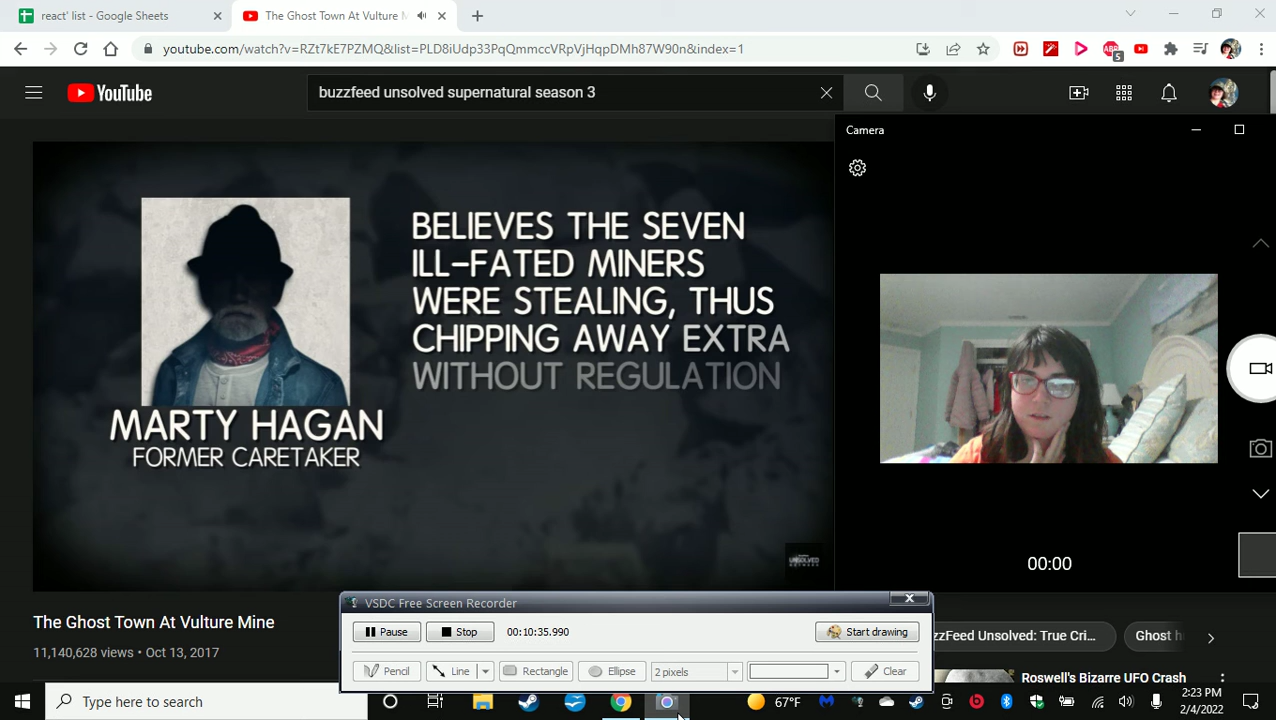 react' list - Google Sheets
The Ghost Town At Vulture M
youtube.com/watch?v=RZt7kE7PZMQ&list=PLD8iUdp33PqQmmccVRpVjHqpDMh87W90n&index=1
5
YouTube
buzzfeed unsolved supernatural season 3
Camera
BELIEVES THE SEVEN
ILL-FATED MINERS
WERE STEALING, THUS
CHIPPING AWAY EXTRA
WITHOUT REGULATION
MARTY HAGAN
FORMER CARETAKER
UNSOLVED
NETWORK
00:00
VSDC Free Screen Recorder
Pause
Stop
00:10:35.990
Start drawing
Pencil
Line
Rectangle
Ellipse
2 pixels
Clear
The Ghost Town At Vulture Mine
11,140,628 views • Oct 13, 2017
zzFeed Unsolved: True Cri...
Ghost h
Roswell's Bizarre UFO Crash
Type here to search
67°F
2:23 PM
2/4/2022